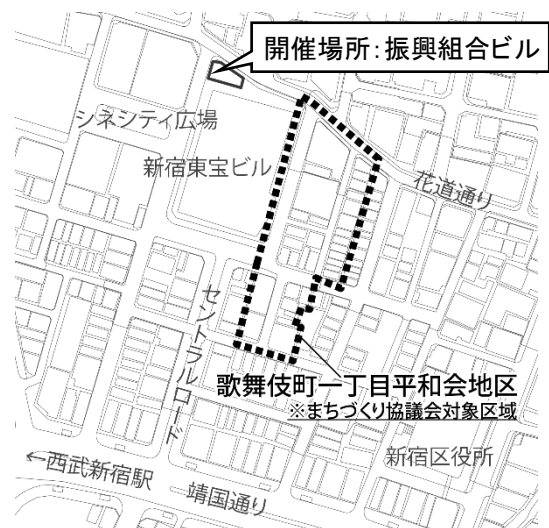 開催場所:振興組合ビル
シネシティ広場
新宿東宝ビル
花道通り
セントラルロード
歌舞伎町一丁目平和会地区
※まちづくり協議会対象区域
新宿区役所
←西武新宿駅
靖国通り